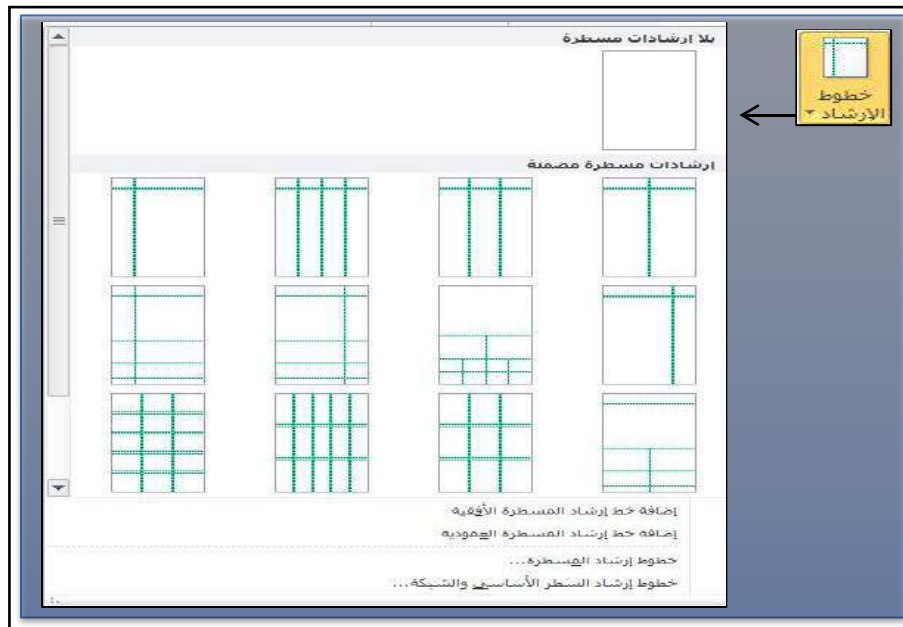 خطوط
الإرشاد
بلا إرشادات مسطرة
إرشادات مسطرة مضمنة
إضافة خط إرشاد المسطرة الأفقية
إضافة خط إرشاد المسطرة العمودية
خطوط إرشاد المسطرة...
خطوط إرشاد السطر الأساسي والشبكة...